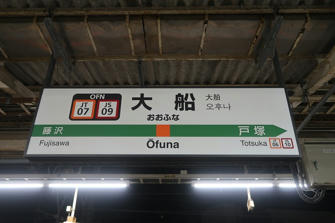 OFN
JT 07 JS 09
大船 大船
おおふな 오후나
藤沢 戸塚
Fujisawa Ōfuna Totsuka